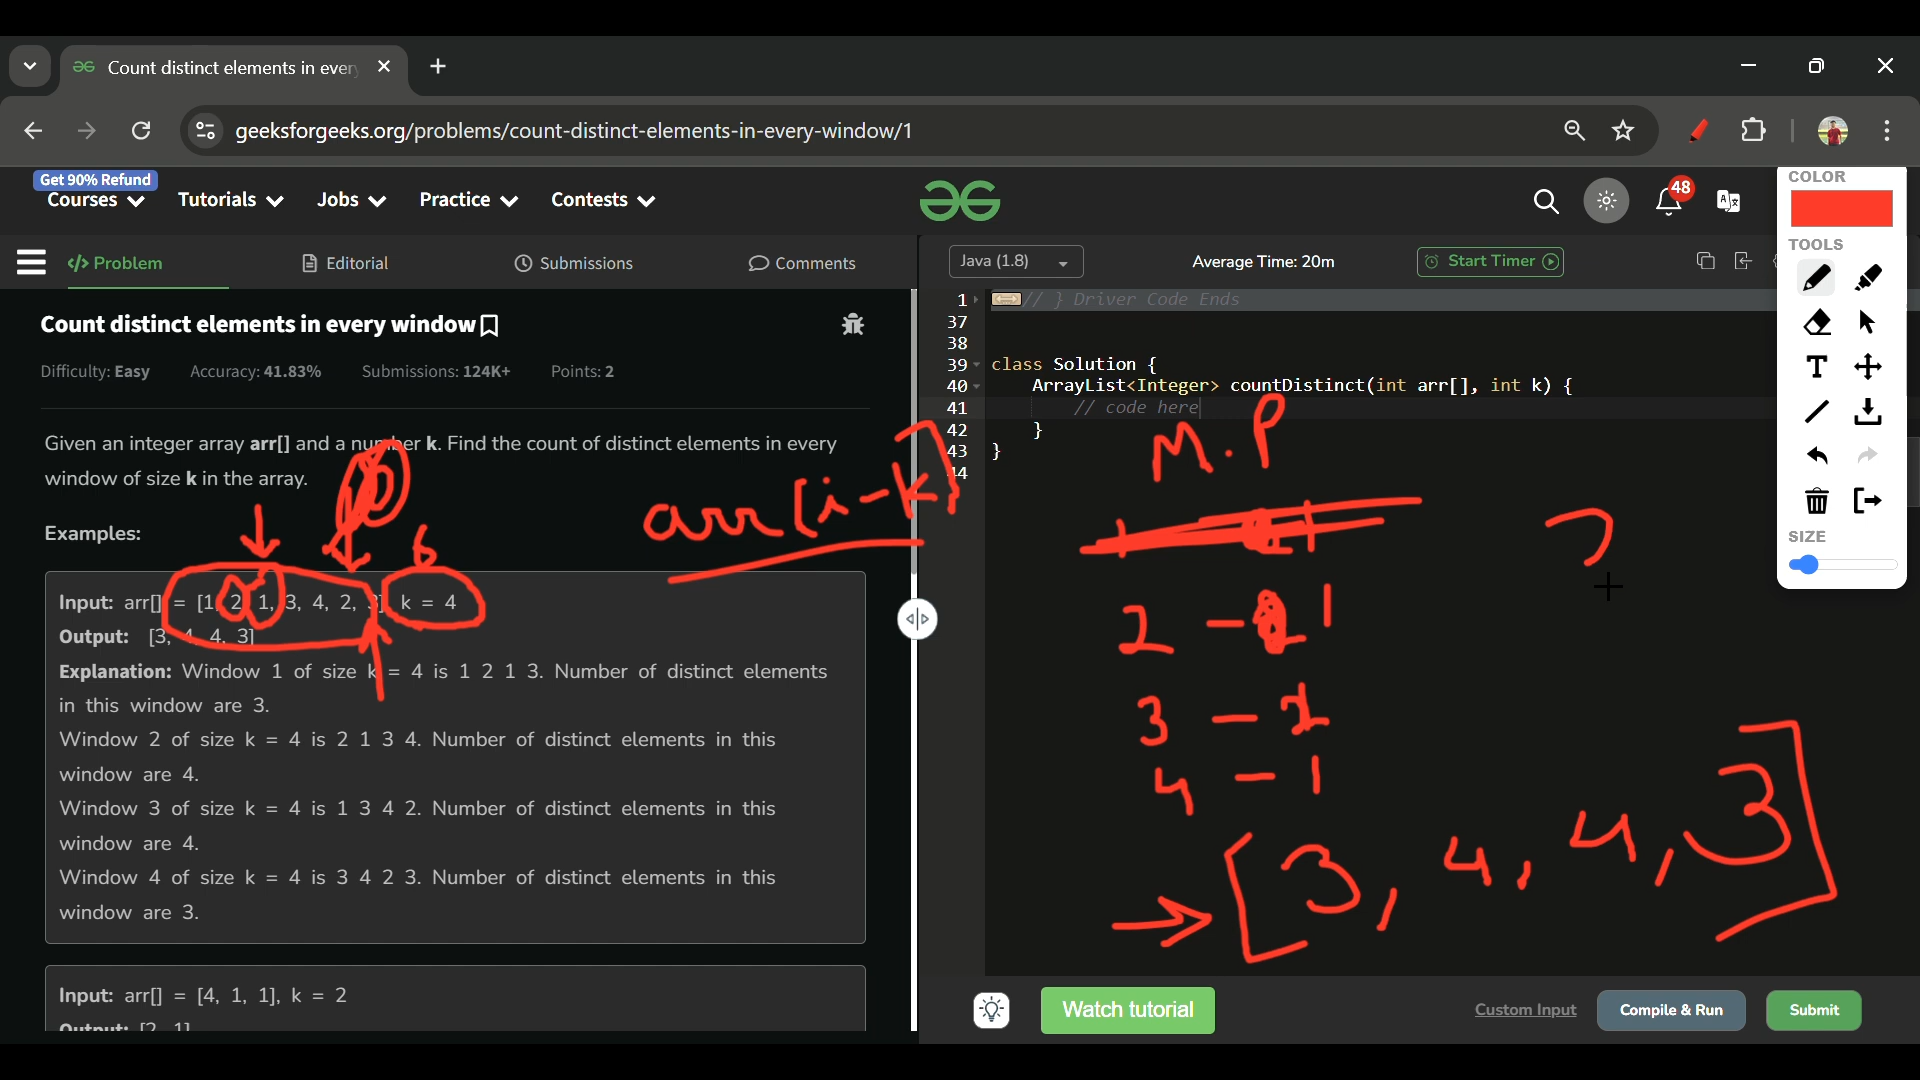 Count distinct elements in ever
geeksforgeeks.org/problems/count-distinct-elements-in-every-window/1
Get 90% Refund
Courses
Tutorials
Jobs
Practice
Contests
48
COLOR
TOOLS
SIZE
</> Problem
Editorial
Submissions
Comments
Java (1.8)
Average Time: 20m
Start Timer
Count distinct elements in every window
Difficulty: Easy Accuracy: 41.83% Submissions: 124K+ Points: 2
Given an integer array arr[] and a number k. Find the count of distinct elements in every
window of size k in the array.
Examples:
Input: arr[] = [1, 2, 1, 3, 4, 2, 3], k = 4
Output: [3, 4, 4, 3]
Explanation: Window 1 of size k = 4 is 1 2 1 3. Number of distinct elements
in this window are 3.
Window 2 of size k = 4 is 2 1 3 4. Number of distinct elements in this
window are 4.
Window 3 of size k = 4 is 1 3 4 2. Number of distinct elements in this
window are 4.
Window 4 of size k = 4 is 3 4 2 3. Number of distinct elements in this
window are 3.
Input: arr[] = [4, 1, 1], k = 2
Output: [2, 1]
6
arr[i-k]
1 // } Driver Code Ends
37
38
39 class Solution {
40 ArrayList<Integer> countDistinct(int arr[], int k) {
41 // code here
42 }
43 }
44
M.P
2 - 1
3 -
4 - 1
→ [3, 4, 4, 3]
Watch tutorial
Custom Input
Compile & Run
Submit